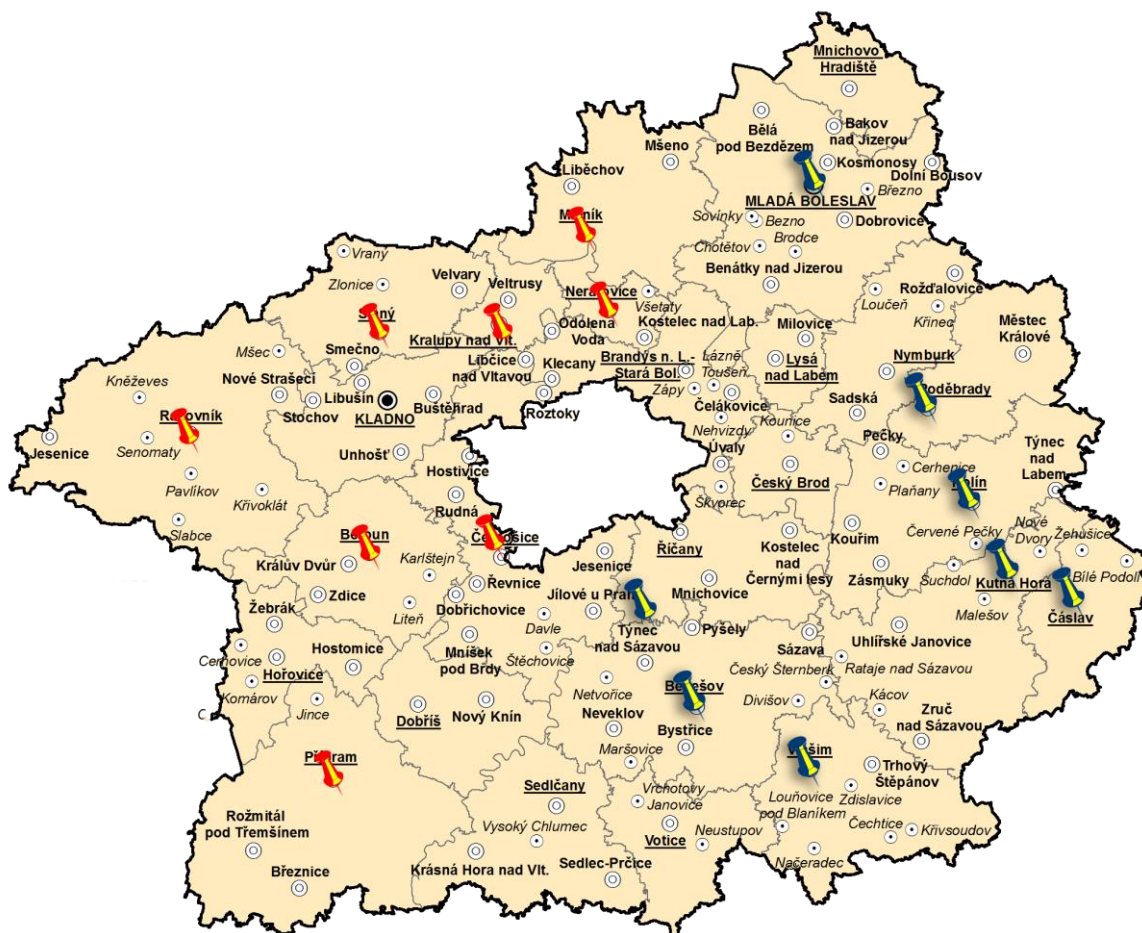 Mnichovo
Hradiště
Bělá
pod Bezdězem
Bakov
nad Jizerou
Mšeno
Liběchov
Kosmonosy
Dolní Bousov
Březno
MLADÁ BOLESLAV
Sovínky
Bezno
Dobrovice
Chotětov
Brodce
Benátky nad Jizerou
Vraný
Zlonice
Velvary
Veltrusy
Všetaty
Kostelec nad Lab.
Odolena
Voda
Kralupy nad Vlt.
Rožďalovice
Loučeň
Křinec
Městec
Králové
Milovice
Lysá
nad Labem
Nymburk
Poděbrady
Mšec
Smečno
Libčice
nad Vltavou
Klecany
Brandýs n. L.-
Stará Bol.
Lázně
Toušeň
Zápy
Čelákovice
Sadská
Kněževes
Nové Strašecí
Libušín
Stochov
KLADNO
Buštěhrad
Roztoky
Nehvizdy
Kounice
Jesenice
Senomaty
Unhošť
Hostivice
Úvaly
Pečky
Cerhenice
Týnec
nad
Labem
Pavlíkov
Křivoklát
Rudná
Škvorec
Český Brod
Plaňany
Slabce
Karlštejn
Jesenice
Říčany
Kostelec
nad
Černými lesy
Kouřim
Červené Pečky
Nové
Dvory
Žehušice
Králův Dvůr
Řevnice
Zásmuky
Suchdol
Kutná Hora
Bílé Podolí
Zdice
Liteň
Dobřichovice
Mnichovice
Malešov
Čáslav
Žebrák
Davle
Týnec
nad Sázavou
Pyšely
Sázava
Uhlířské Janovice
Hostomice
Mníšek
pod Brdy
Štěchovice
Český Šternberk
Rataje nad Sázavou
Hořovice
Komárov
Jince
Dobříš
Nový Knín
Netvořice
Neveklov
Divišov
Kácov
Zruč
nad Sázavou
Bystřice
Maršovice
Trhový
Štěpánov
Sedlčany
Vrchotovy
Janovice
Louňovice
pod Blaníkem
Zdislavice
Rožmitál
pod Třemšínem
Vysoký Chlumec
Votice
Neustupov
Čechtice
Křivsoudov
Březnice
Krásná Hora nad Vlt.
Sedlec-Prčice
Načeradec